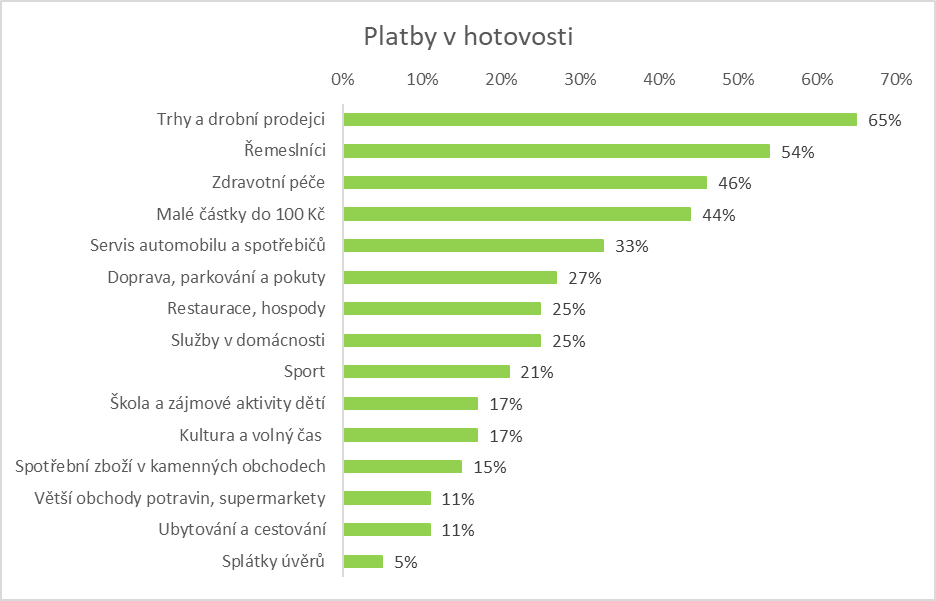 Platby v hotovosti
0% 10% 20% 30% 40% 50% 60% 70%
Trhy a drobní prodejci 65%
Řemeslníci 54%
Zdravotní péče 46%
Malé částky do 100 Kč 44%
Servis automobilu a spotřebičů 33%
Doprava, parkování a pokuty 27%
Restaurace, hospody 25%
Služby v domácnosti 25%
Sport 21%
Škola a zájmové aktivity dětí 17%
Kultura a volný čas 17%
Spotřební zboží v kamenných obchodech 15%
Větší obchody potravin, supermarkety 11%
Ubytování a cestování 11%
Splátky úvěrů 5%